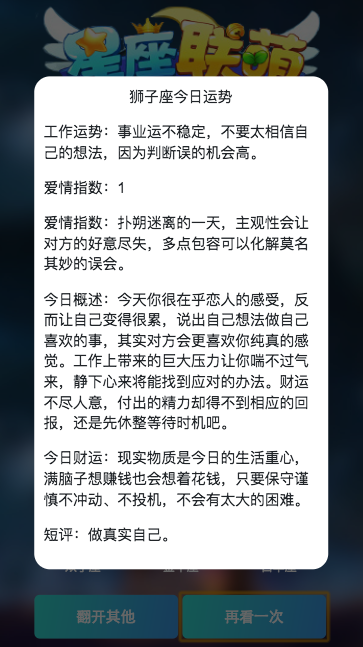 星座联萌
狮子座今日运势
工作运势：事业运不稳定，不要太相信自
己的想法，因为判断误的机会高。
爱情指数：1
爱情指数：扑朔迷离的一天，主观性会让
对方的好意尽失，多点包容可以化解莫名
其妙的误会。
今日概述：今天你很在乎恋人的感受，反
而让自己变得很累，说出自己想法做自己
喜欢的事，其实对方会更喜欢你纯真的感
觉。工作上带来的巨大压力让你喘不过气
来，静下心来将能找到应对的办法。财运
不尽人意，付出的精力却得不到相应的回
报，还是先休整等待时机吧。
今日财运：现实物质是今日的生活重心，
满脑子想赚钱也会想着花钱，只要保守谨
慎不冲动、不投机，不会有太大的困难。
短评：做真实自己。
翻开其他
再看一次